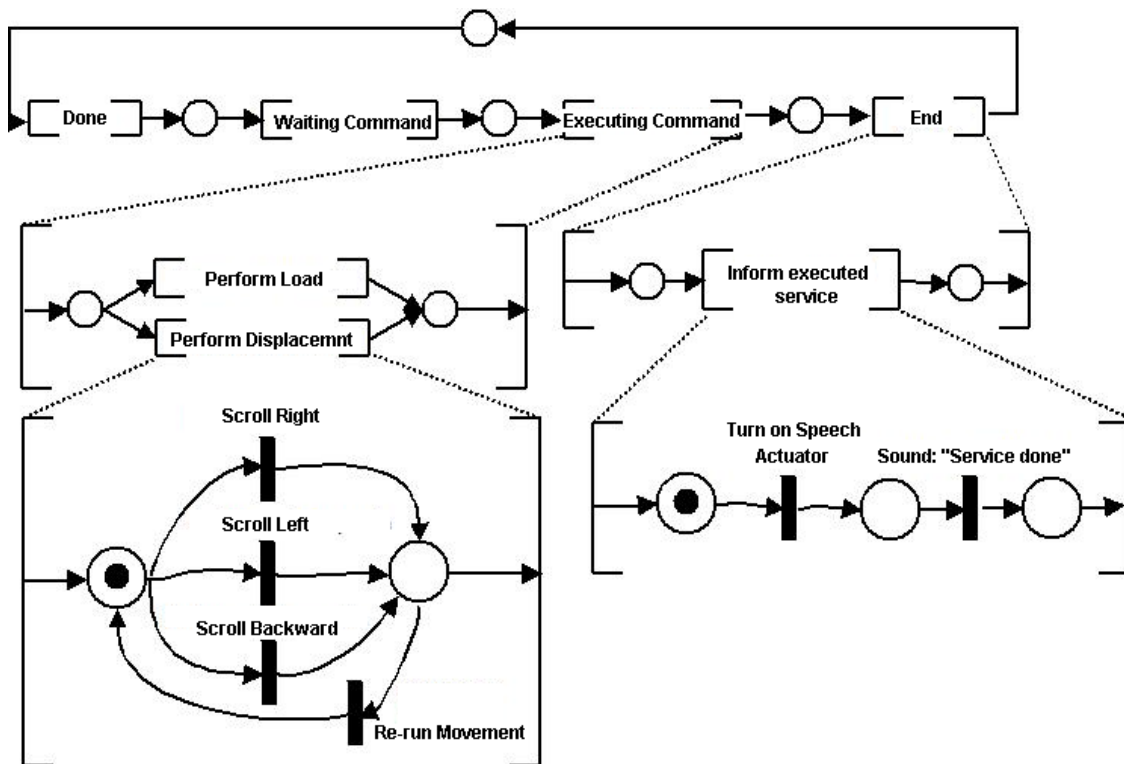 Done
Waiting Command
Executing Command
End
Perform Load
Perform Displacemnt
Inform executed
service
Scroll Right
Scroll Left
Scroll Backward
Re-run Movement
Turn on Speech
Actuator
Sound: "Service done"